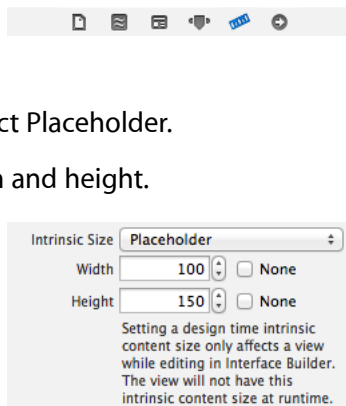 ct Placeholder.
and height.
Intrinsic Size Placeholder
Width 100 None
Height 150 None
Setting a design time intrinsic
content size only affects a view
while editing in Interface Builder.
The view will not have this
intrinsic content size at runtime.